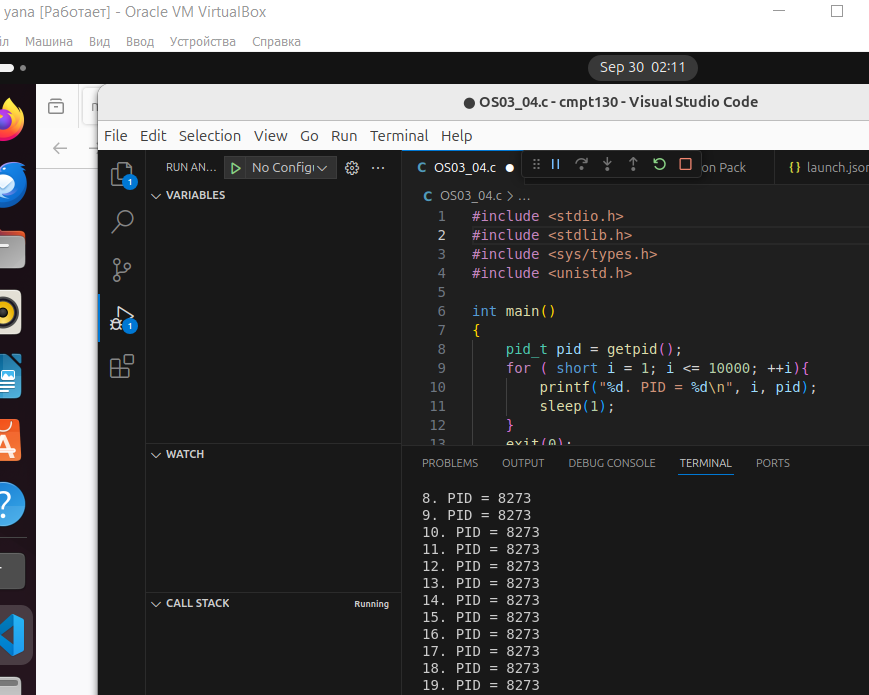 yana [Работает] - Oracle VM VirtualBox
Машина Вид Ввод Устройства Справка
Sep 30 02:11
● OS03_04.c - cmpt130 - Visual Studio Code
File Edit Selection View Go Run Terminal Help
RUN AN... No Config
C OS03_04.c ●
on Pack
{} launch.json
1
VARIABLES
C OS03_04.c > ...
1 #include <stdio.h>
2 #include <stdlib.h>
3 #include <sys/types.h>
4 #include <unistd.h>
5
6 int main()
7 {
8 pid_t pid = getpid();
9 for ( short i = 1; i <= 10000; ++i){
10 printf("%d. PID = %d\n", i, pid);
11 sleep(1);
12 }
13 exit(0);
1
WATCH
PROBLEMS OUTPUT DEBUG CONSOLE TERMINAL PORTS
8. PID = 8273
9. PID = 8273
10. PID = 8273
11. PID = 8273
12. PID = 8273
13. PID = 8273
14. PID = 8273
15. PID = 8273
16. PID = 8273
17. PID = 8273
18. PID = 8273
19. PID = 8273
CALL STACK Running